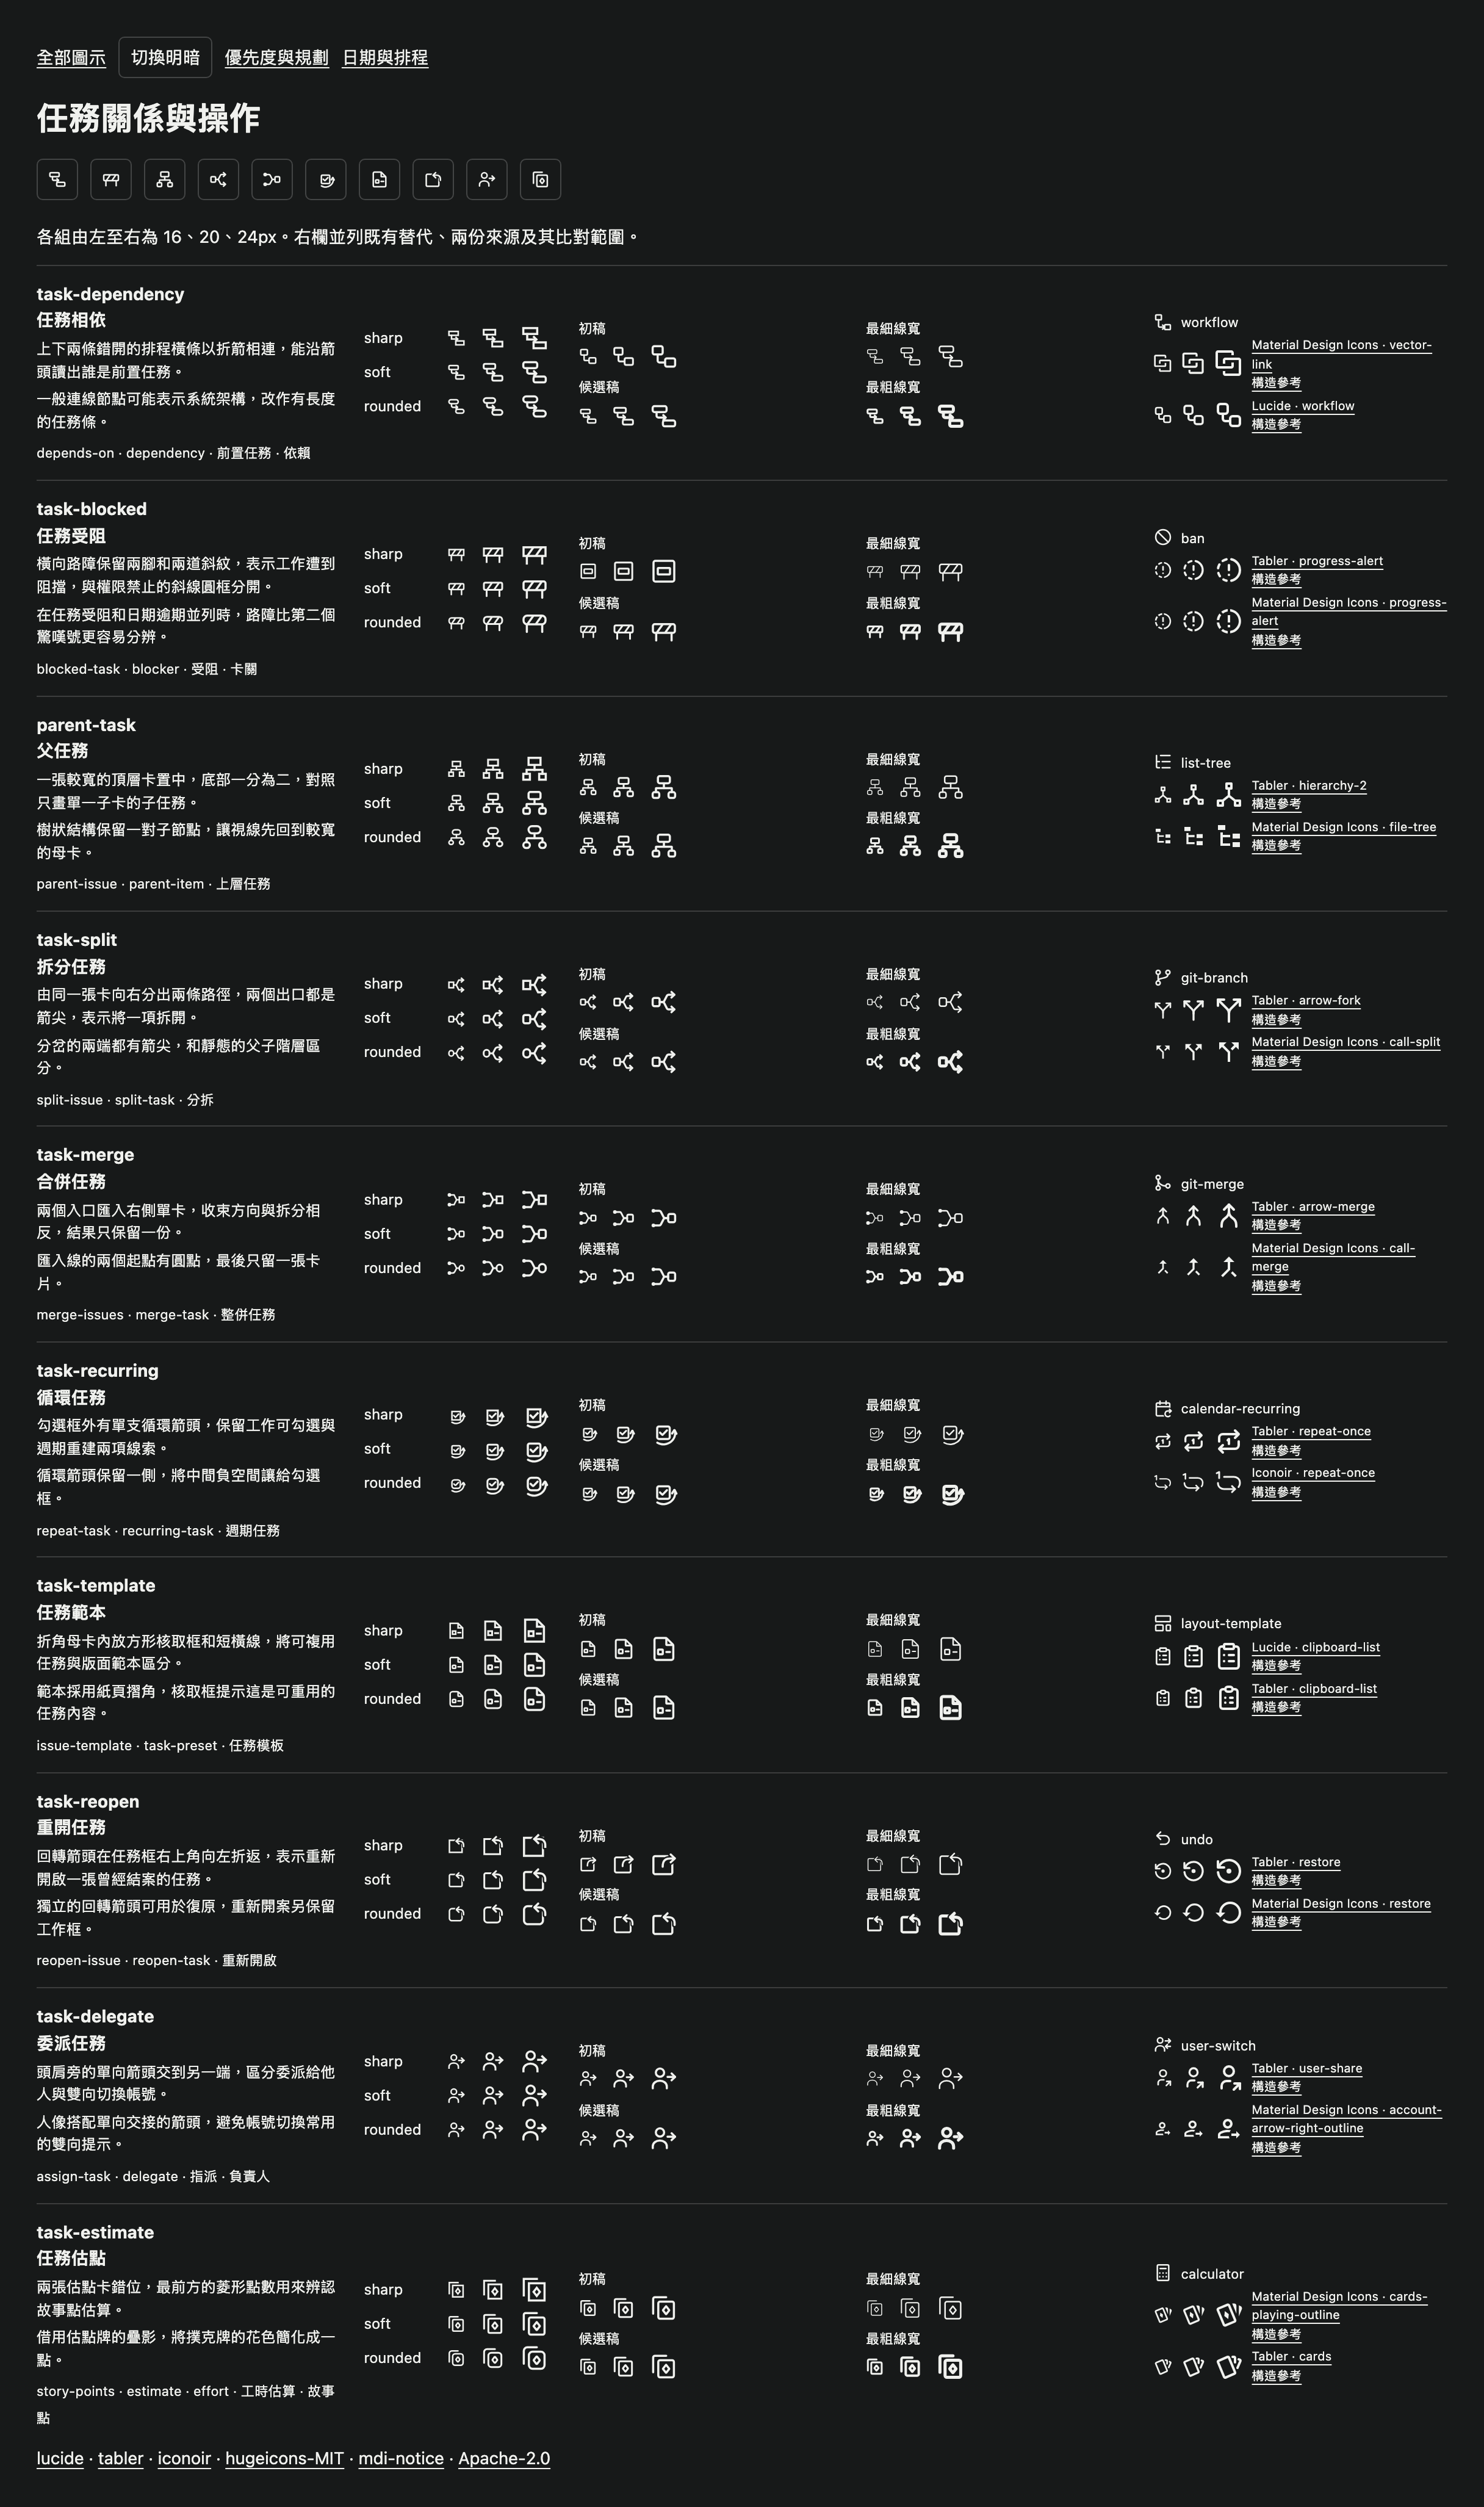 全部圖示 切換明暗 優先度與規劃 日期與排程
任務關係與操作
各組由左至右為 16、20、24px。右欄並列既有替代、兩份來源及其比對範圍。
task-dependency
任務相依
上下兩條錯開的排程橫條以折箭相連，能沿箭
頭讀出誰是前置任務。
一般連線節點可能表示系統架構，改作有長度
的任務條。
depends-on · dependency · 前置任務 · 依賴
sharp
soft
rounded
初稿
候選稿
最細線寬
最粗線寬
workflow
Material Design Icons · vector-
link
構造參考
Lucide · workflow
構造參考
task-blocked
任務受阻
橫向路障保留兩腳和兩道斜紋，表示工作遭到
阻擋，與權限禁止的斜線圓框分開。
在任務受阻和日期逾期並列時，路障比第二個
驚嘆號更容易分辨。
blocked-task · blocker · 受阻 · 卡關
sharp
soft
rounded
初稿
候選稿
最細線寬
最粗線寬
ban
Tabler · progress-alert
構造參考
Material Design Icons · progress-
alert
構造參考
parent-task
父任務
一張較寬的頂層卡置中，底部一分為二，對照
只畫單一子卡的子任務。
樹狀結構保留一對子節點，讓視線先回到較寬
的母卡。
parent-issue · parent-item · 上層任務
sharp
soft
rounded
初稿
候選稿
最細線寬
最粗線寬
list-tree
Tabler · hierarchy-2
構造參考
Material Design Icons · file-tree
構造參考
task-split
拆分任務
由同一張卡向右分出兩條路徑，兩個出口都是
箭尖，表示將一項拆開。
分岔的兩端都有箭尖，和靜態的父子階層區
分。
split-issue · split-task · 分拆
sharp
soft
rounded
初稿
候選稿
最細線寬
最粗線寬
git-branch
Tabler · arrow-fork
構造參考
Material Design Icons · call-split
構造參考
task-merge
合併任務
兩個入口匯入右側單卡，收束方向與拆分相
反，結果只保留一份。
匯入線的兩個起點有圓點，最後只留一張卡
片。
merge-issues · merge-task · 整併任務
sharp
soft
rounded
初稿
候選稿
最細線寬
最粗線寬
git-merge
Tabler · arrow-merge
構造參考
Material Design Icons · call-
merge
構造參考
task-recurring
循環任務
勾選框外有單支循環箭頭，保留工作可勾選與
週期重建兩項線索。
循環箭頭保留一側，將中間負空間讓給勾選
框。
repeat-task · recurring-task · 週期任務
sharp
soft
rounded
初稿
候選稿
最細線寬
最粗線寬
calendar-recurring
Tabler · repeat-once
構造參考
Iconoir · repeat-once
構造參考
task-template
任務範本
折角母卡內放方形核取框和短橫線，將可複用
任務與版面範本區分。
範本採用紙頁摺角，核取框提示這是可重用的
任務內容。
issue-template · task-preset · 任務模板
sharp
soft
rounded
初稿
候選稿
最細線寬
最粗線寬
layout-template
Lucide · clipboard-list
構造參考
Tabler · clipboard-list
構造參考
task-reopen
重開任務
回轉箭頭在任務框右上角向左折返，表示重新
開啟一張曾經結案的任務。
獨立的回轉箭頭可用於復原，重新開案另保留
工作框。
reopen-issue · reopen-task · 重新開啟
sharp
soft
rounded
初稿
候選稿
最細線寬
最粗線寬
undo
Tabler · restore
構造參考
Material Design Icons · restore
構造參考
task-delegate
委派任務
頭肩旁的單向箭頭交到另一端，區分委派給他
人與雙向切換帳號。
人像搭配單向交接的箭頭，避免帳號切換常用
的雙向提示。
assign-task · delegate · 指派 · 負責人
sharp
soft
rounded
初稿
候選稿
最細線寬
最粗線寬
user-switch
Tabler · user-share
構造參考
Material Design Icons · account-
arrow-right-outline
構造參考
task-estimate
任務估點
兩張估點卡錯位，最前方的菱形點數用來辨認
故事點估算。
借用估點牌的疊影，將撲克牌的花色簡化成一
點。
story-points · estimate · effort · 工時估算 · 故事
點
sharp
soft
rounded
初稿
候選稿
最細線寬
最粗線寬
calculator
Material Design Icons · cards-
playing-outline
構造參考
Tabler · cards
構造參考
lucide · tabler · iconoir · hugeicons-MIT · mdi-notice · Apache-2.0